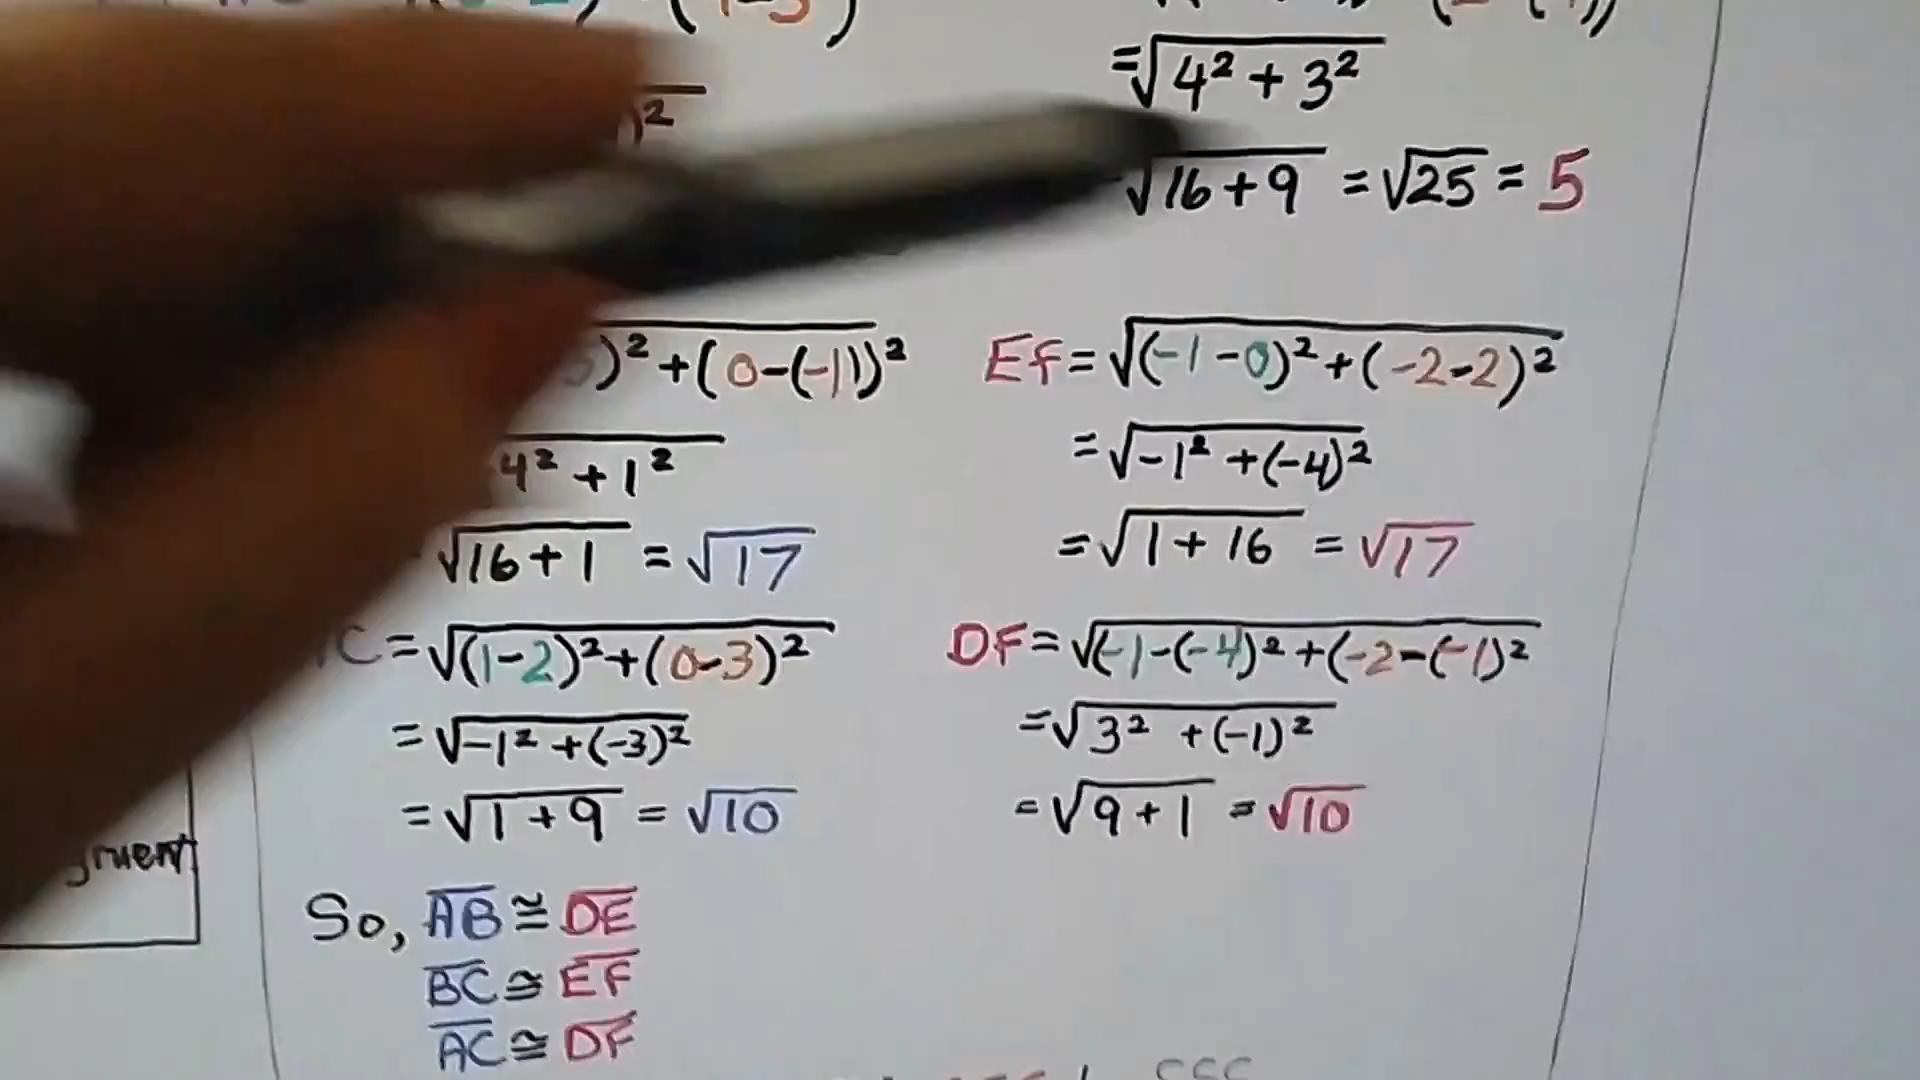 = √4² + 3²
√16 + 9 = √25 = 5
)² + (0-(-1))²
4² + 1²
√16 + 1 = √17
C = √(1-2)² + (0-3)²
= √-1² + (-3)²
= √1 + 9 = √10
EF = √(-1-0)² + (-2-2)²
= √-1² + (-4)²
= √1 + 16 = √17
DF = √(-1-(-4)² + (-2-(-1)²
= √3² + (-1)²
= √9 + 1 = √10
So, AB ≅ DE
BC ≅ EF
AC ≅ DF